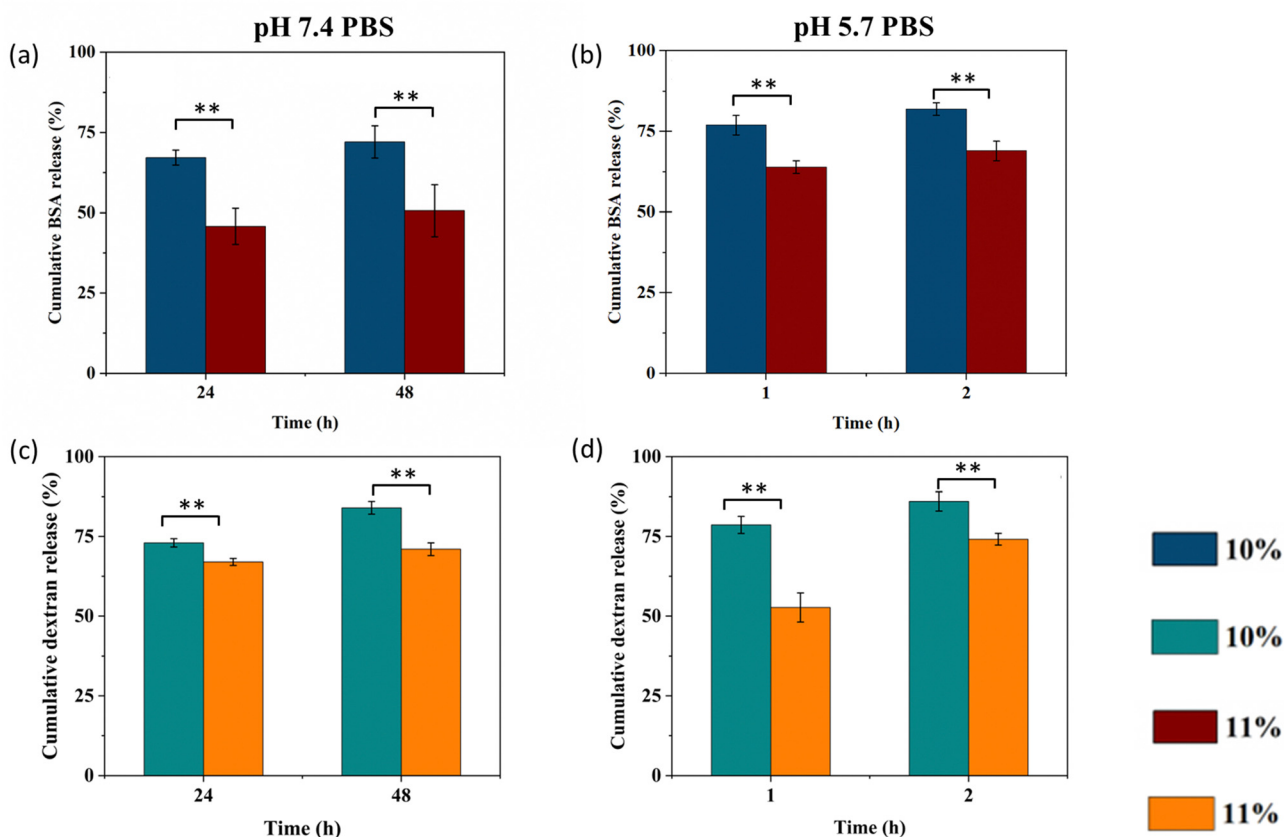 pH 7.4 PBS
pH 5.7 PBS
(a)
Cumulative BSA release (%)
100
75
50
25
0
**
**
24
48
Time (h)
(b)
Cumulative BSA release (%)
100
75
50
25
0
**
**
1
2
Time (h)
(c)
Cumulative dextran release (%)
100
75
50
25
0
**
**
24
48
Time (h)
(d)
Cumulative dextran release (%)
100
75
50
25
0
**
**
1
2
Time (h)
10%
10%
11%
11%